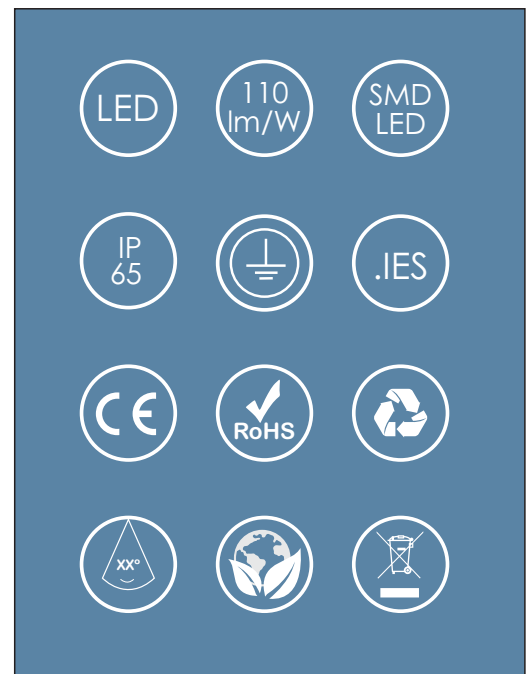 LED
110
lm/W
SMD
LED
IP
65
.IES
CE
RoHS
XX°